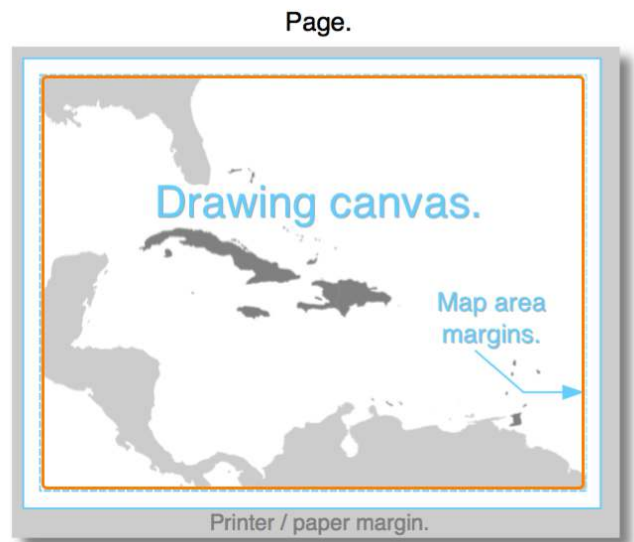 Page.
Drawing canvas.
Map area
margins.
Printer / paper margin.